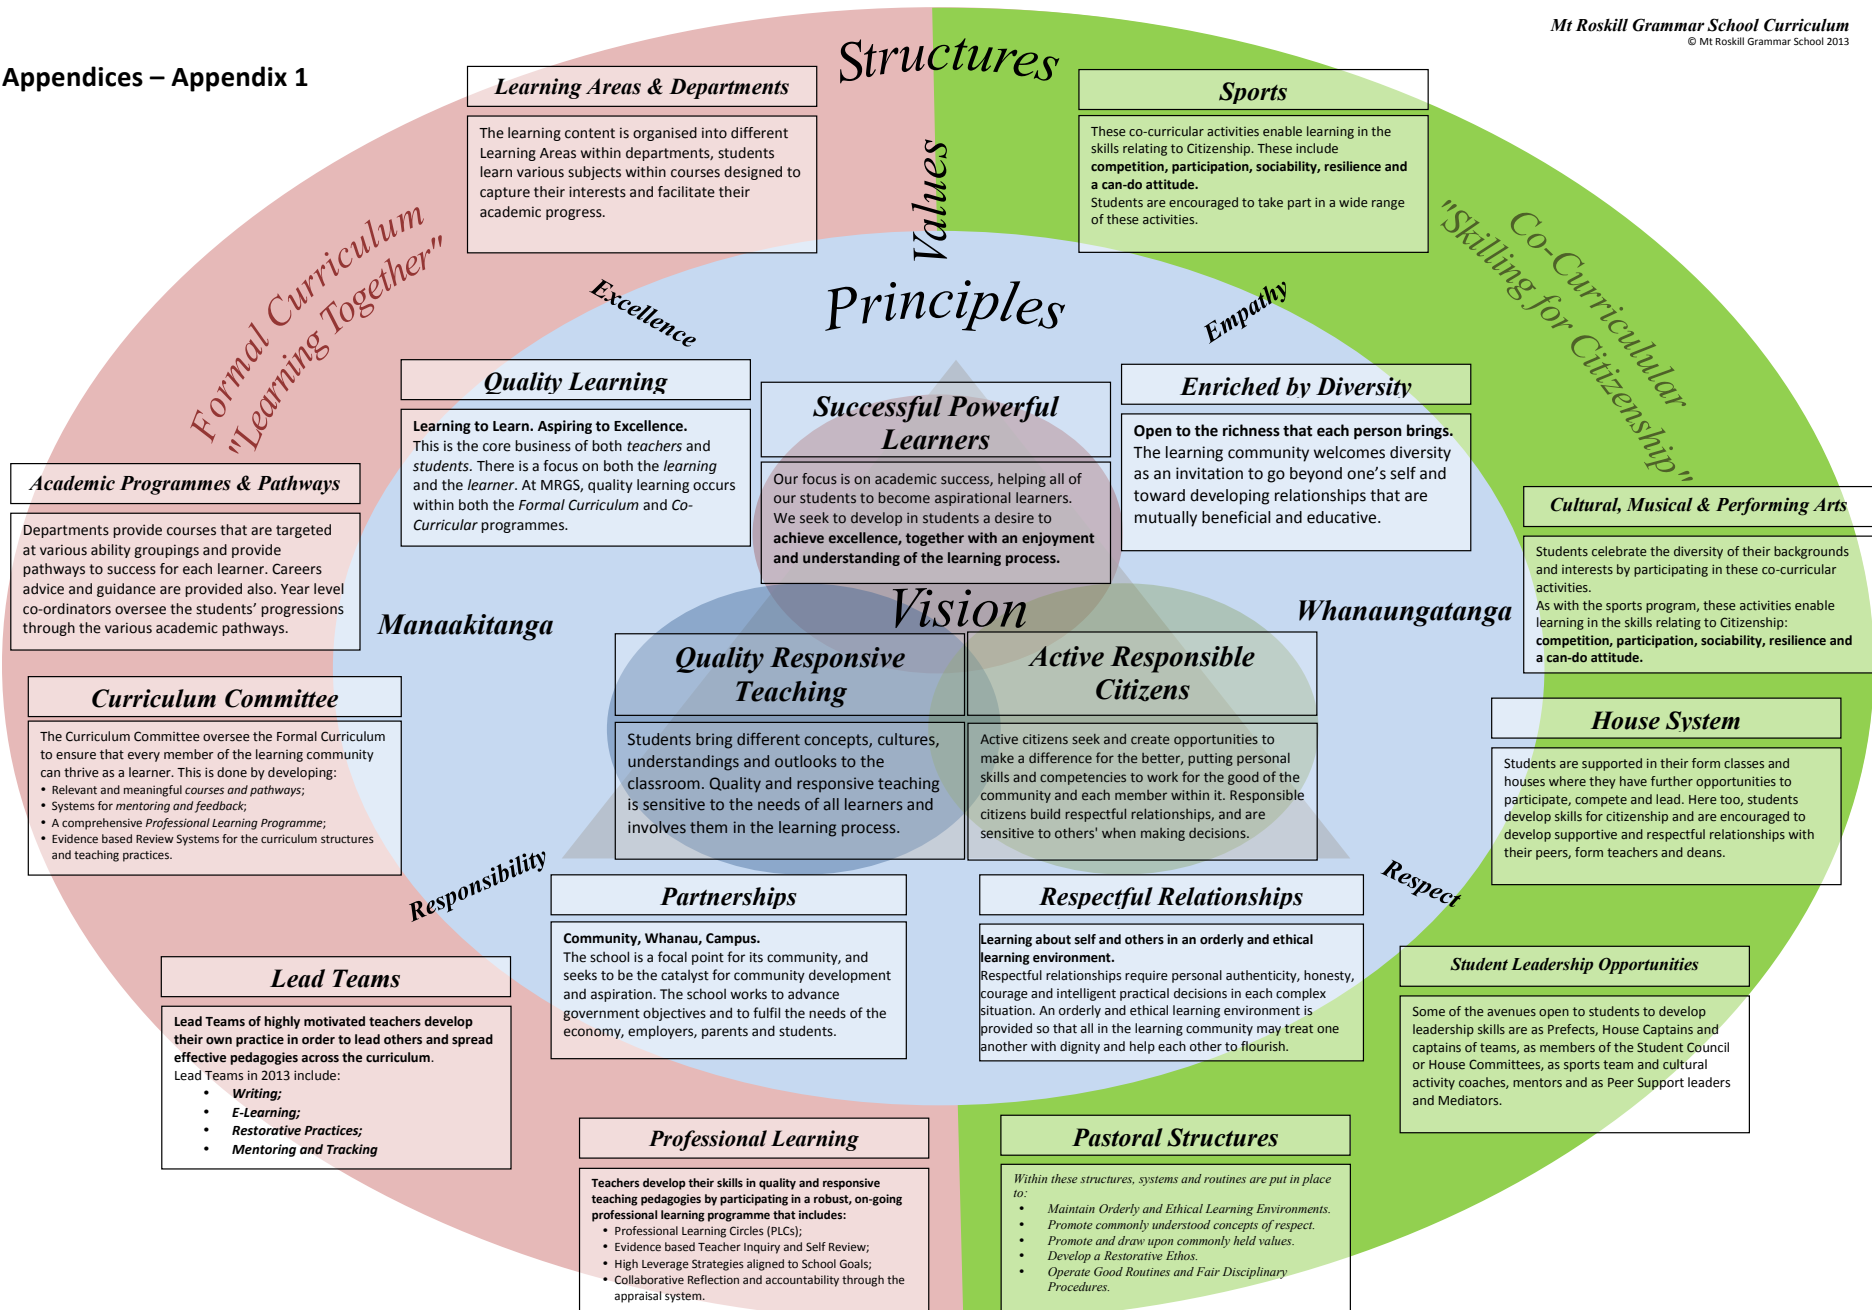 Mt Roskill Grammar School Curriculum
© Mt Roskill Grammar School 2013
Appendices – Appendix 1
Structures
Values
Principles
Vision
Formal Curriculum
"Learning Together"
Co-Curricular
"Skilling for Citizenship"
Excellence
Empathy
Manaakitanga
Whanaungatanga
Responsibility
Respect
Learning Areas & Departments
The learning content is organised into different
Learning Areas within departments, students
learn various subjects within courses designed to
capture their interests and facilitate their
academic progress.
Sports
These co-curricular activities enable learning in the
skills relating to Citizenship. These include
competition, participation, sociability, resilience and
a can-do attitude.
Students are encouraged to take part in a wide range
of these activities.
Quality Learning
Learning to Learn. Aspiring to Excellence.
This is the core business of both teachers and
students. There is a focus on both the learning
and the learner. At MRGS, quality learning occurs
within both the Formal Curriculum and Co-
Curricular programmes.
Successful Powerful
Learners
Our focus is on academic success, helping all of
our students to become aspirational learners.
We seek to develop in students a desire to
achieve excellence, together with an enjoyment
and understanding of the learning process.
Enriched by Diversity
Open to the richness that each person brings.
The learning community welcomes diversity
as an invitation to go beyond one's self and
toward developing relationships that are
mutually beneficial and educative.
Academic Programmes & Pathways
Departments provide courses that are targeted
at various ability groupings and provide
pathways to success for each learner. Careers
advice and guidance are provided also. Year level
co-ordinators oversee the students' progressions
through the various academic pathways.
Cultural, Musical & Performing Arts
Students celebrate the diversity of their backgrounds
and interests by participating in these co-curricular
activities.
As with the sports program, these activities enable
learning in the skills relating to Citizenship:
competition, participation, sociability, resilience and
a can-do attitude.
Quality Responsive
Teaching
Students bring different concepts, cultures,
understandings and outlooks to the
classroom. Quality and responsive teaching
is sensitive to the needs of all learners and
involves them in the learning process.
Active Responsible
Citizens
Active citizens seek and create opportunities to
make a difference for the better, putting personal
skills and competencies to work for the good of the
community and each member within it. Responsible
citizens build respectful relationships, and are
sensitive to others' when making decisions.
Curriculum Committee
The Curriculum Committee oversee the Formal Curriculum
to ensure that every member of the learning community
can thrive as a learner. This is done by developing:
• Relevant and meaningful courses and pathways;
• Systems for mentoring and feedback;
• A comprehensive Professional Learning Programme;
• Evidence based Review Systems for the curriculum structures
and teaching practices.
House System
Students are supported in their form classes and
houses where they have further opportunities to
participate, compete and lead. Here too, students
develop skills for citizenship and are encouraged to
develop supportive and respectful relationships with
their peers, form teachers and deans.
Partnerships
Community, Whanau, Campus.
The school is a focal point for its community, and
seeks to be the catalyst for community development
and aspiration. The school works to advance
government objectives and to fulfil the needs of the
economy, employers, parents and students.
Respectful Relationships
Learning about self and others in an orderly and ethical
learning environment.
Respectful relationships require personal authenticity, honesty,
courage and intelligent practical decisions in each complex
situation. An orderly and ethical learning environment is
provided so that all in the learning community may treat one
another with dignity and help each other to flourish.
Lead Teams
Lead Teams of highly motivated teachers develop
their own practice in order to lead others and spread
effective pedagogies across the curriculum.
Lead Teams in 2013 include:
• Writing;
• E-Learning;
• Restorative Practices;
• Mentoring and Tracking
Student Leadership Opportunities
Some of the avenues open to students to develop
leadership skills are as Prefects, House Captains and
captains of teams, as members of the Student Council
or House Committees, as sports team and cultural
activity coaches, mentors and as Peer Support leaders
and Mediators.
Professional Learning
Teachers develop their skills in quality and responsive
teaching pedagogies by participating in a robust, on-going
professional learning programme that includes:
• Professional Learning Circles (PLCs);
• Evidence based Teacher Inquiry and Self Review;
• High Leverage Strategies aligned to School Goals;
• Collaborative Reflection and accountability through the
appraisal system.
Pastoral Structures
Within these structures, systems and routines are put in place
to:
• Maintain Orderly and Ethical Learning Environments.
• Promote commonly understood concepts of respect.
• Promote and draw upon commonly held values.
• Develop a Restorative Ethos.
• Operate Good Routines and Fair Disciplinary
Procedures.